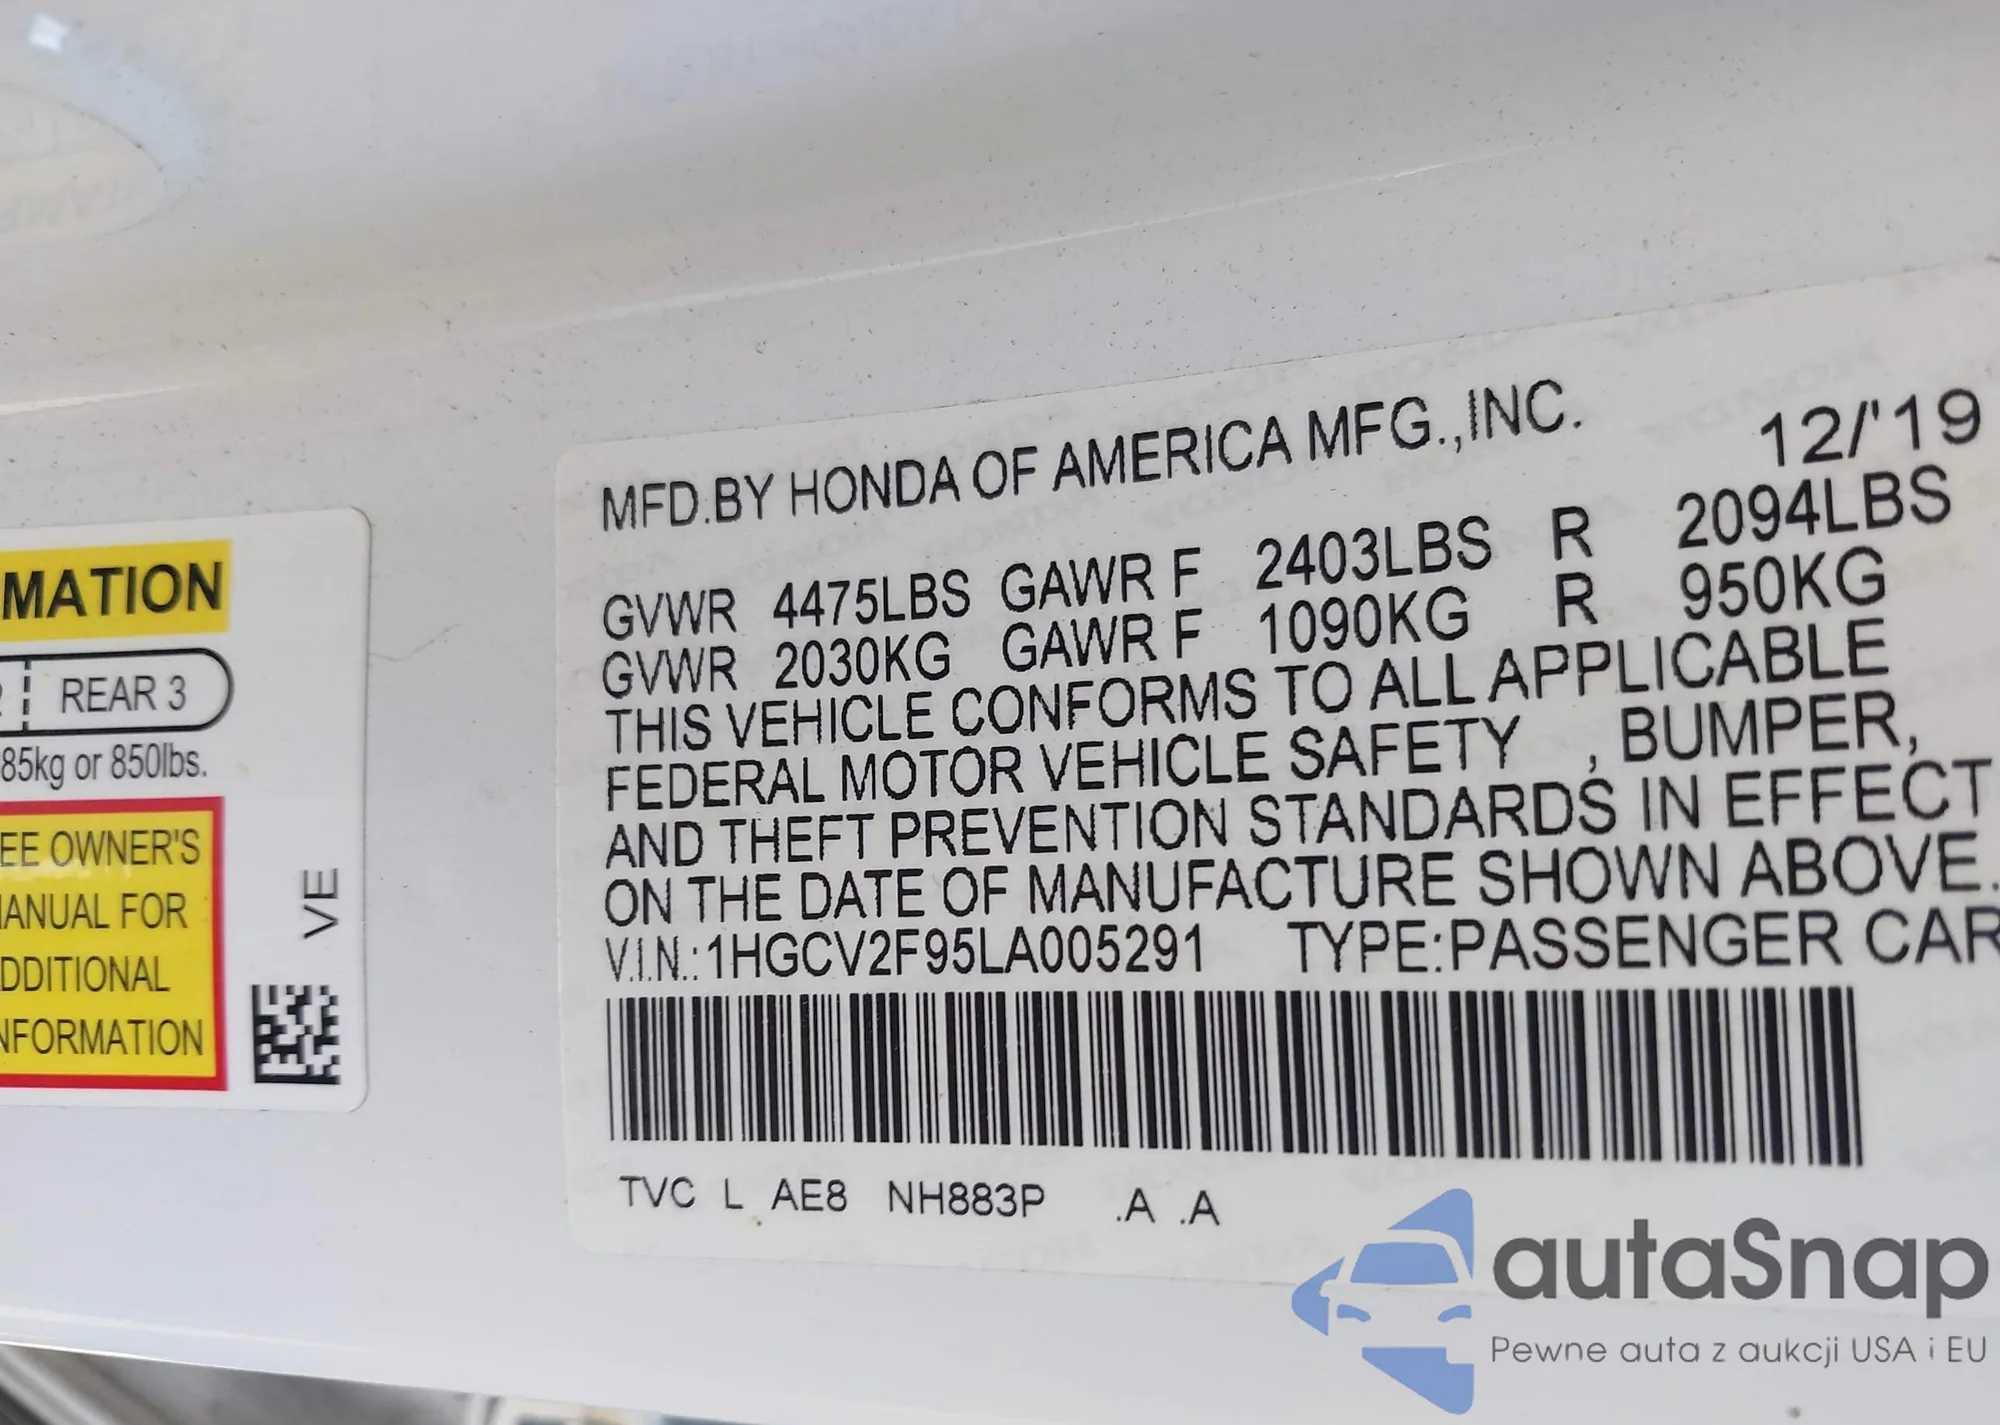 MATION
REAR 3
85kg or 850lbs.
EE OWNER'S
ANUAL FOR
DDITIONAL
NFORMATION
VE
MFD.BY HONDA OF AMERICA MFG.,INC. 12/'19
GVWR 4475LBS GAWR F 2403LBS R 2094LBS
GVWR 2030KG GAWR F 1090KG R 950KG
THIS VEHICLE CONFORMS TO ALL APPLICABLE
FEDERAL MOTOR VEHICLE SAFETY , BUMPER,
AND THEFT PREVENTION STANDARDS IN EFFECT
ON THE DATE OF MANUFACTURE SHOWN ABOVE.
V.I.N.:1HGCV2F95LA005291 TYPE:PASSENGER CAR
TVC L AE8 NH883P .A .A
autaSnap
Pewne auta z aukcji USA i EU